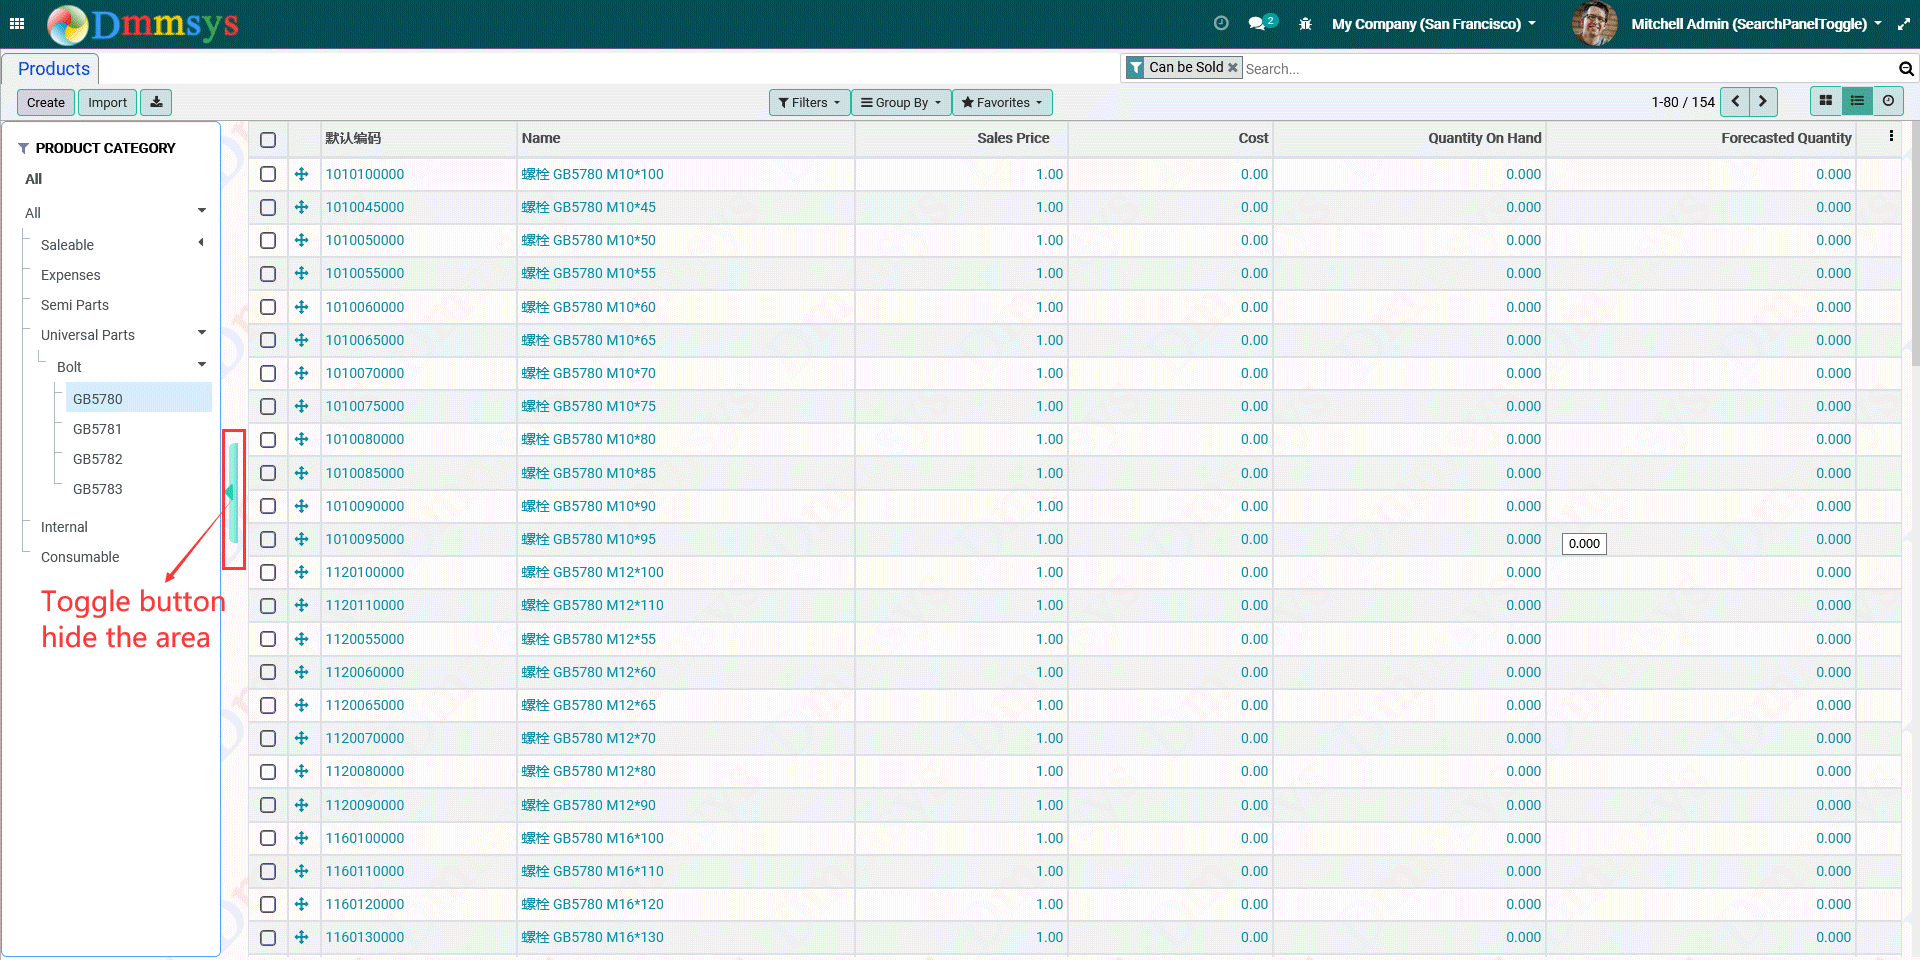 Dmmsys
2
My Company (San Francisco)
Mitchell Admin (SearchPanelToggle)
Products
Can be Sold
Search...
Create
Import
Filters
Group By
Favorites
1-80 / 154
PRODUCT CATEGORY
All
All
Saleable
Expenses
Semi Parts
Universal Parts
Bolt
GB5780
GB5781
GB5782
GB5783
Internal
Consumable
Toggle button
hide the area
默认编码 Name Sales Price Cost Quantity On Hand Forecasted Quantity
1010100000 螺栓 GB5780 M10*100 1.00 0.00 0.000 0.000
1010045000 螺栓 GB5780 M10*45 1.00 0.00 0.000 0.000
1010050000 螺栓 GB5780 M10*50 1.00 0.00 0.000 0.000
1010055000 螺栓 GB5780 M10*55 1.00 0.00 0.000 0.000
1010060000 螺栓 GB5780 M10*60 1.00 0.00 0.000 0.000
1010065000 螺栓 GB5780 M10*65 1.00 0.00 0.000 0.000
1010070000 螺栓 GB5780 M10*70 1.00 0.00 0.000 0.000
1010075000 螺栓 GB5780 M10*75 1.00 0.00 0.000 0.000
1010080000 螺栓 GB5780 M10*80 1.00 0.00 0.000 0.000
1010085000 螺栓 GB5780 M10*85 1.00 0.00 0.000 0.000
1010090000 螺栓 GB5780 M10*90 1.00 0.00 0.000 0.000
1010095000 螺栓 GB5780 M10*95 1.00 0.00 0.000 0.000
0.000
1120100000 螺栓 GB5780 M12*100 1.00 0.00 0.000 0.000
1120110000 螺栓 GB5780 M12*110 1.00 0.00 0.000 0.000
1120055000 螺栓 GB5780 M12*55 1.00 0.00 0.000 0.000
1120060000 螺栓 GB5780 M12*60 1.00 0.00 0.000 0.000
1120065000 螺栓 GB5780 M12*65 1.00 0.00 0.000 0.000
1120070000 螺栓 GB5780 M12*70 1.00 0.00 0.000 0.000
1120080000 螺栓 GB5780 M12*80 1.00 0.00 0.000 0.000
1120090000 螺栓 GB5780 M12*90 1.00 0.00 0.000 0.000
1160100000 螺栓 GB5780 M16*100 1.00 0.00 0.000 0.000
1160110000 螺栓 GB5780 M16*110 1.00 0.00 0.000 0.000
1160120000 螺栓 GB5780 M16*120 1.00 0.00 0.000 0.000
1160130000 螺栓 GB5780 M16*130 1.00 0.00 0.000 0.000